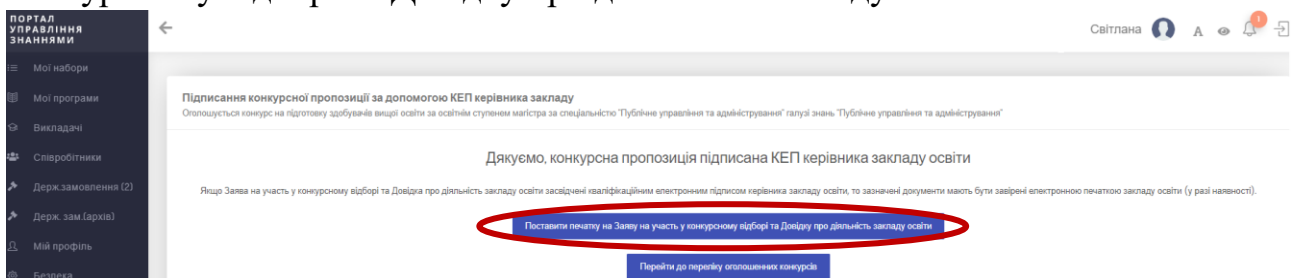 ПОРТАЛ
УПРАВЛІННЯ
ЗНАННЯМИ
Світлана
A
1
Мої набори
Мої програми
Викладачі
Співробітники
Держ.замовлення (2)
Держ. зам.(архів)
Мій профіль
Безпека
Підписання конкурсної пропозиції за допомогою КЕП керівника закладу
Оголошується конкурс на підготовку здобувачів вищої освіти за освітнім ступенем магістра за спеціальністю "Публічне управління та адміністрування" галузі знань "Публічне управління та адміністрування"
Дякуємо, конкурсна пропозиція підписана КЕП керівника закладу освіти
Якщо Заява на участь у конкурсному відборі та Довідка про діяльність закладу освіти засвідчені кваліфікаційним електронним підписом керівника закладу освіти, то зазначені документи мають бути завірені електронною печаткою закладу освіти (у разі наявності).
Поставити печатку на Заяву на участь у конкурсному відборі та Довідку про діяльність закладу освіти
Перейти до переліку оголошенних конкурсів